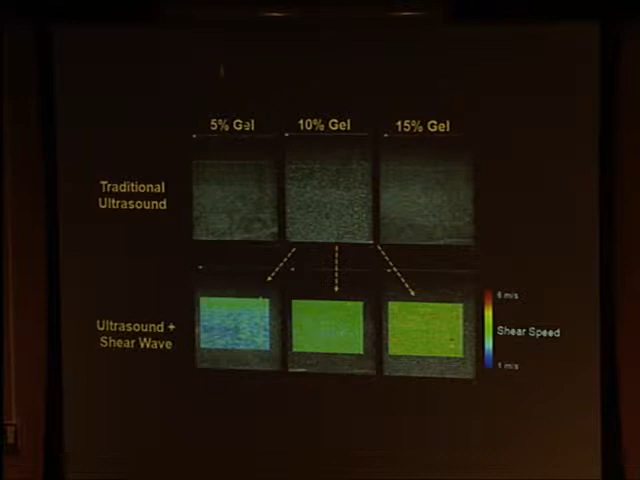 5% Gel
10% Gel
15% Gel
Traditional
Ultrasound
Ultrasound +
Shear Wave
6 m/s
Shear Speed
1 m/s